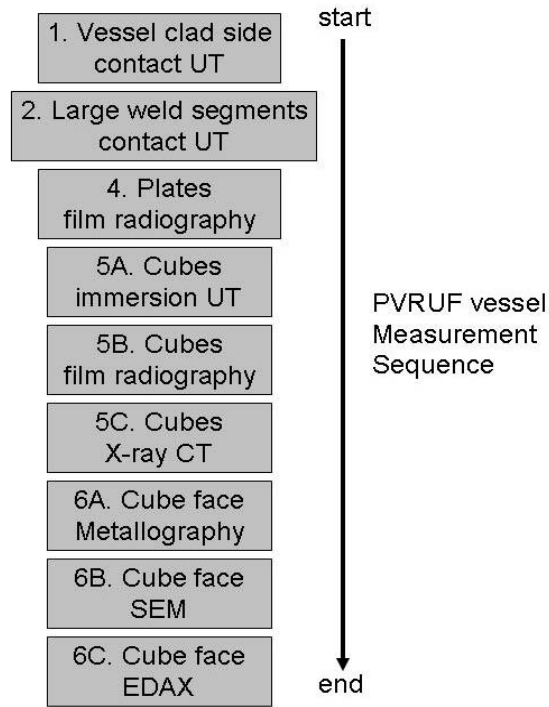 start
1. Vessel clad side
contact UT
2. Large weld segments
contact UT
4. Plates
film radiography
5A. Cubes
immersion UT
5B. Cubes
film radiography
5C. Cubes
X-ray CT
6A. Cube face
Metallography
6B. Cube face
SEM
6C. Cube face
EDAX
PVRUF vessel
Measurement
Sequence
end